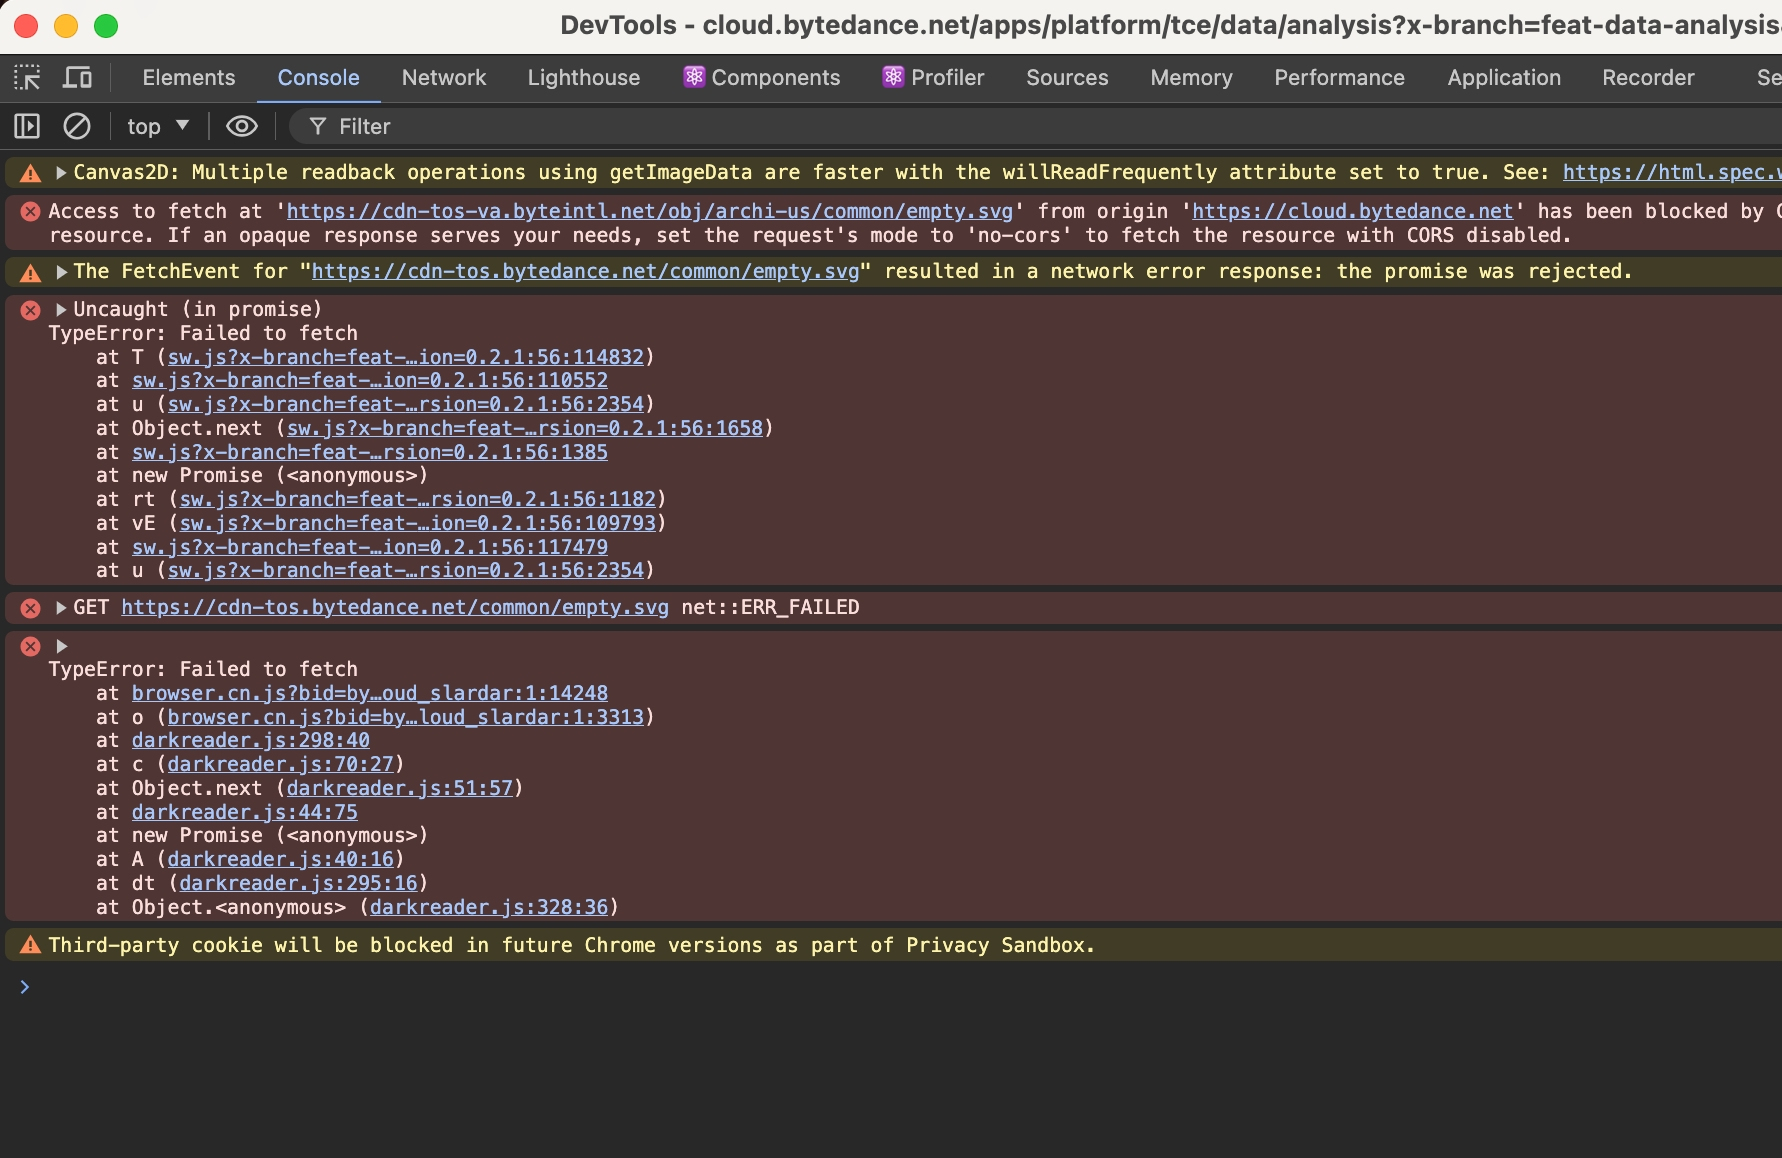 DevTools - cloud.bytedance.net/apps/platform/tce/data/analysis?x-branch=feat-data-analysis
Elements Console Network Lighthouse Components Profiler Sources Memory Performance Application Recorder Se
top Filter
Canvas2D: Multiple readback operations using getImageData are faster with the willReadFrequently attribute set to true. See: https://html.spec.
Access to fetch at 'https://cdn-tos-va.byteintl.net/obj/archi-us/common/empty.svg' from origin 'https://cloud.bytedance.net' has been blocked by
resource. If an opaque response serves your needs, set the request's mode to 'no-cors' to fetch the resource with CORS disabled.
The FetchEvent for "https://cdn-tos.bytedance.net/common/empty.svg" resulted in a network error response: the promise was rejected.
Uncaught (in promise)
TypeError: Failed to fetch
at T (sw.js?x-branch=feat-…ion=0.2.1:56:114832)
at sw.js?x-branch=feat-…ion=0.2.1:56:110552
at u (sw.js?x-branch=feat-…rsion=0.2.1:56:2354)
at Object.next (sw.js?x-branch=feat-…rsion=0.2.1:56:1658)
at sw.js?x-branch=feat-…rsion=0.2.1:56:1385
at new Promise (<anonymous>)
at rt (sw.js?x-branch=feat-…rsion=0.2.1:56:1182)
at vE (sw.js?x-branch=feat-…ion=0.2.1:56:109793)
at sw.js?x-branch=feat-…ion=0.2.1:56:117479
at u (sw.js?x-branch=feat-…rsion=0.2.1:56:2354)
GET https://cdn-tos.bytedance.net/common/empty.svg net::ERR_FAILED
TypeError: Failed to fetch
at browser.cn.js?bid=by…oud_slardar:1:14248
at o (browser.cn.js?bid=by…loud_slardar:1:3313)
at darkreader.js:298:40
at c (darkreader.js:70:27)
at Object.next (darkreader.js:51:57)
at darkreader.js:44:75
at new Promise (<anonymous>)
at A (darkreader.js:40:16)
at dt (darkreader.js:295:16)
at Object.<anonymous> (darkreader.js:328:36)
Third-party cookie will be blocked in future Chrome versions as part of Privacy Sandbox.